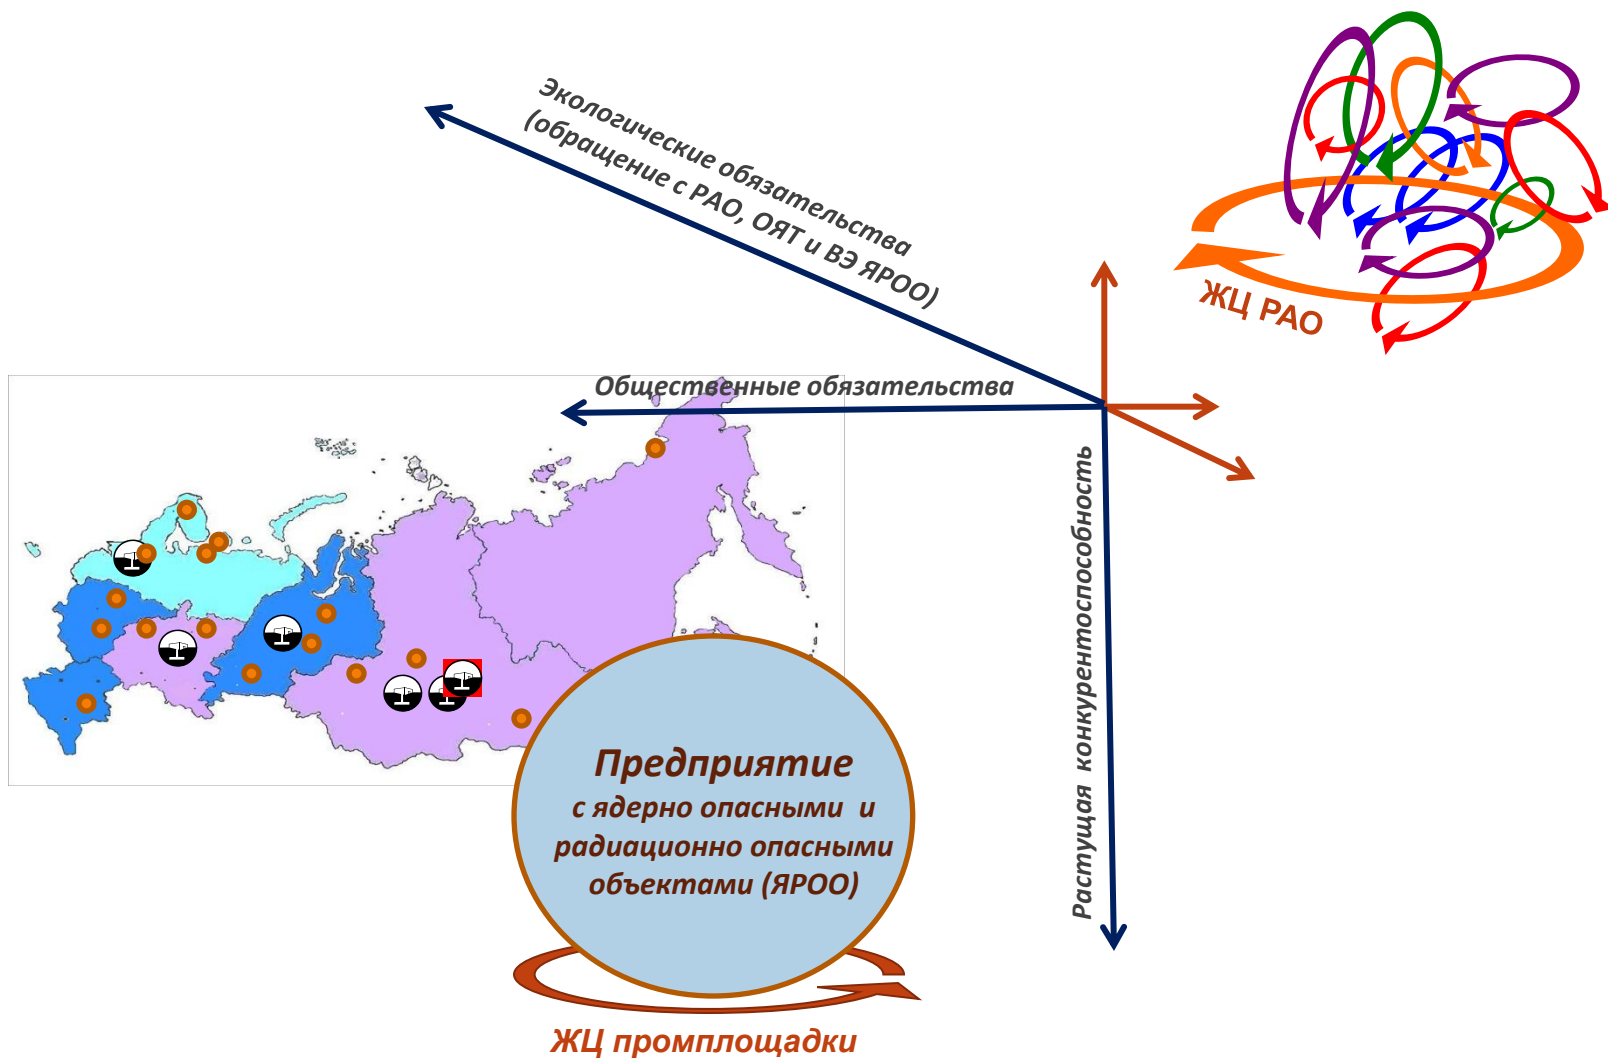 Экологические обязательства
(обращение с РАО, ОЯТ и ВЭ ЯРОО)
ЖЦ РАО
Общественные обязательства
Растущая конкурентоспособность
Предприятие
с ядерно опасными и
радиационно опасными
объектами (ЯРОО)
ЖЦ промплощадки